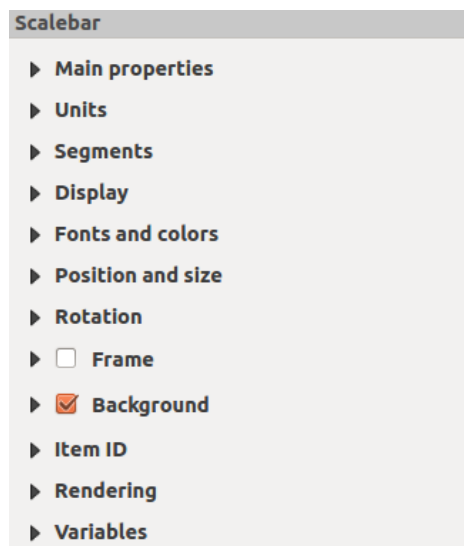 Scalebar
Main properties
Units
Segments
Display
Fonts and colors
Position and size
Rotation
Frame
Background
Item ID
Rendering
Variables